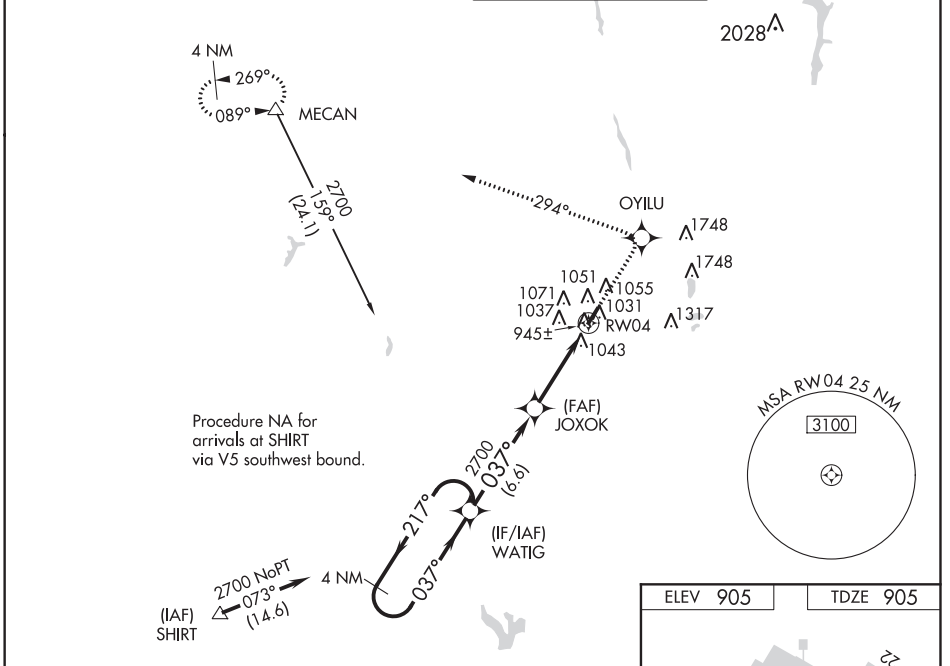 2028
4 NM
269°
089°
MECAN
2700
159°
(24.1)
294°
OYILU
1748
1748
1051
1055
1071
1031
1037
945±
RW04
1317
1043
MSA RW04 25 NM
3100
Procedure NA for
arrivals at SHIRT
via V5 southwest bound.
(FAF)
JOXOK
2700
037°
(6.6)
217°
037°
(IF/IAF)
WATIG
4 NM
2700 NoPT
073°
(14.6)
(IAF)
SHIRT
ELEV 905
TDZE 905
22